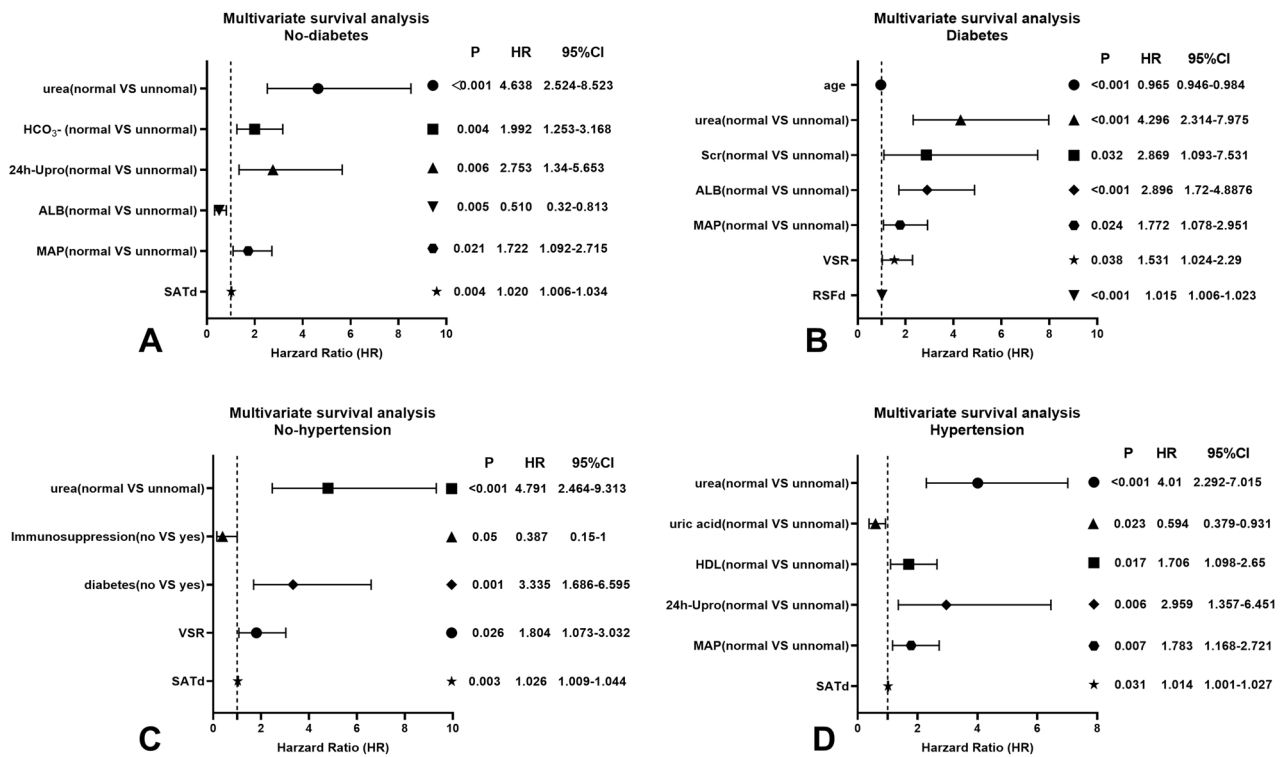 Multivariate survival analysis
No-diabetes
P HR 95%CI
urea(normal VS unnomal) <0.001 4.638 2.524-8.523
HCO₃- (normal VS unnormal) 0.004 1.992 1.253-3.168
24h-Upro(normal VS unnormal) 0.006 2.753 1.34-5.653
ALB(normal VS unnormal) 0.005 0.510 0.32-0.813
MAP(normal VS unnormal) 0.021 1.722 1.092-2.715
SATd 0.004 1.020 1.006-1.034
0 2 4 6 8 10
Harzard Ratio (HR)
A
Multivariate survival analysis
Diabetes
P HR 95%CI
age <0.001 0.965 0.946-0.984
urea(normal VS unnomal) <0.001 4.296 2.314-7.975
Scr(normal VS unnomal) 0.032 2.869 1.093-7.531
ALB(normal VS unnomal) <0.001 2.896 1.72-4.8876
MAP(normal VS unnomal) 0.024 1.772 1.078-2.951
VSR 0.038 1.531 1.024-2.29
RSFd <0.001 1.015 1.006-1.023
0 2 4 6 8 10
Harzard Ratio (HR)
B
Multivariate survival analysis
No-hypertension
P HR 95%CI
urea(normal VS unnomal) <0.001 4.791 2.464-9.313
Immunosuppression(no VS yes) 0.05 0.387 0.15-1
diabetes(no VS yes) 0.001 3.335 1.686-6.595
VSR 0.026 1.804 1.073-3.032
SATd 0.003 1.026 1.009-1.044
0 2 4 6 8 10
Harzard Ratio (HR)
C
Multivariate survival analysis
Hypertension
P HR 95%CI
urea(normal VS unnomal) <0.001 4.01 2.292-7.015
uric acid(normal VS unnomal) 0.023 0.594 0.379-0.931
HDL(normal VS unnomal) 0.017 1.706 1.098-2.65
24h-Upro(normal VS unnomal) 0.006 2.959 1.357-6.451
MAP(normal VS unnomal) 0.007 1.783 1.168-2.721
SATd 0.031 1.014 1.001-1.027
0 2 4 6 8
Harzard Ratio (HR)
D